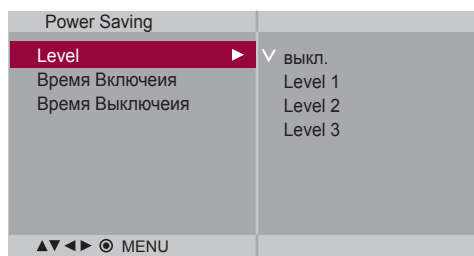 Power Saving
Level
Время Включеия
Время Выключеия
выкл.
Level 1
Level 2
Level 3
MENU